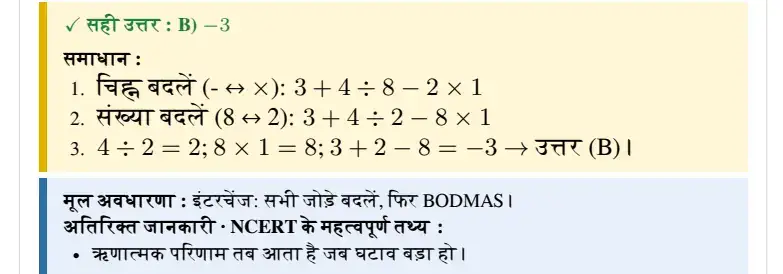 ✓ सही उत्तर : B) −3
समाधान :
1. चिह्न बदलें (- ↔ ×): 3 + 4 ÷ 8 − 2 × 1
2. संख्या बदलें (8 ↔ 2): 3 + 4 ÷ 2 − 8 × 1
3. 4 ÷ 2 = 2; 8 × 1 = 8; 3 + 2 − 8 = −3 → उत्तर (B)।
मूल अवधारणा : इंटरचेंज: सभी जोड़े बदलें, फिर BODMAS।
अतिरिक्त जानकारी · NCERT के महत्वपूर्ण तथ्य :
• ऋणात्मक परिणाम तब आता है जब घटाव बड़ा हो।